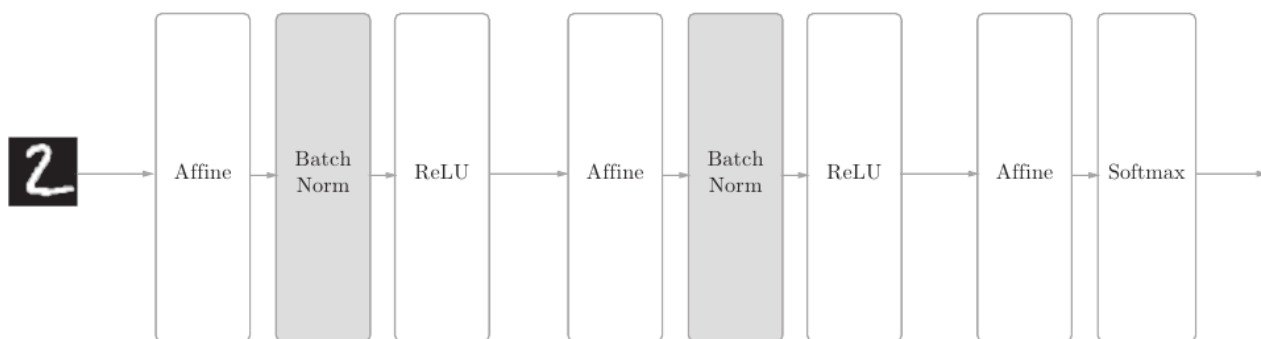 2
Affine
Batch
Norm
ReLU
Affine
Batch
Norm
ReLU
Affine
Softmax